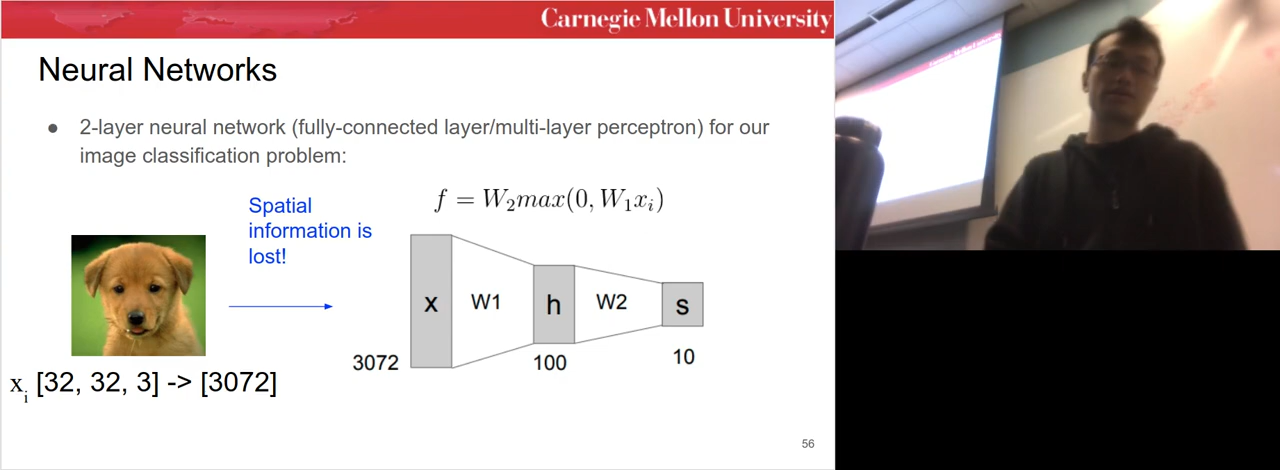 Carnegie Mellon University
Neural Networks
● 2-layer neural network (fully-connected layer/multi-layer perceptron) for our
image classification problem:
f = W₂max(0, W₁xᵢ)
Spatial
information is
lost!
x W1 h W2 s
3072 100 10
xᵢ [32, 32, 3] -> [3072]
56